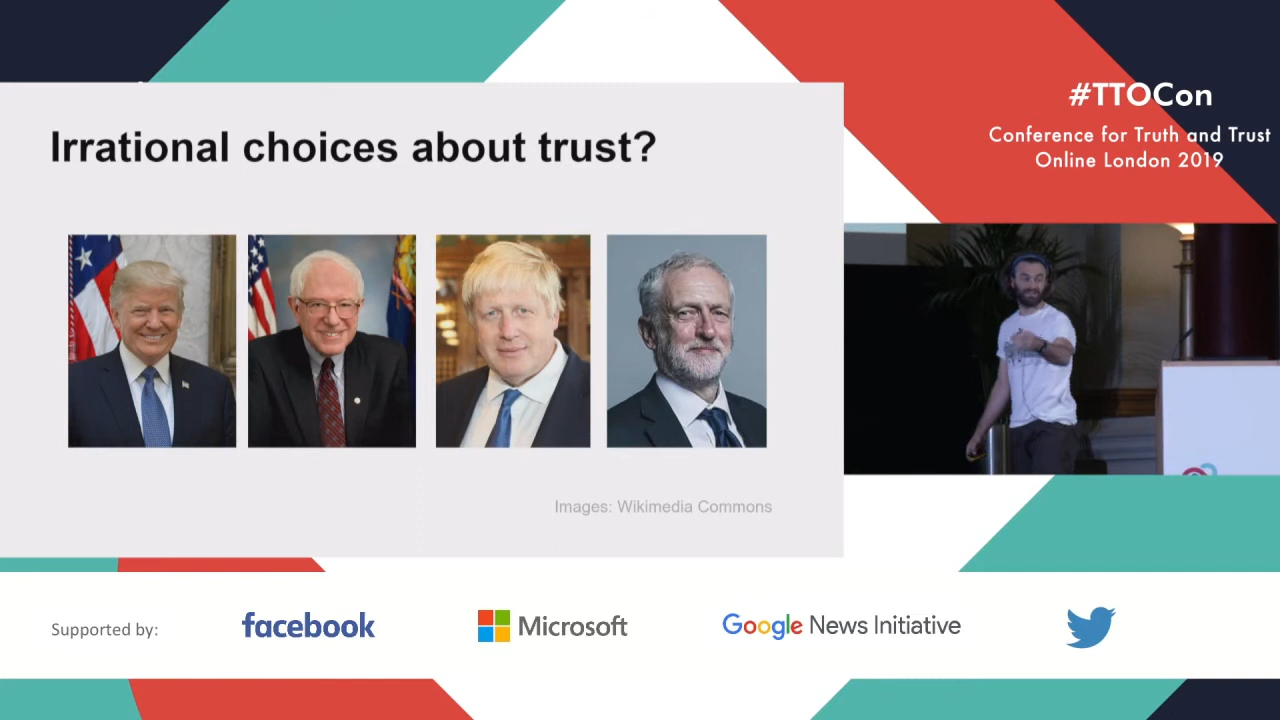 #TTOCon
Conference for Truth and Trust
Online London 2019
Irrational choices about trust?
Images: Wikimedia Commons
Supported by:
facebook
Microsoft
Google News Initiative